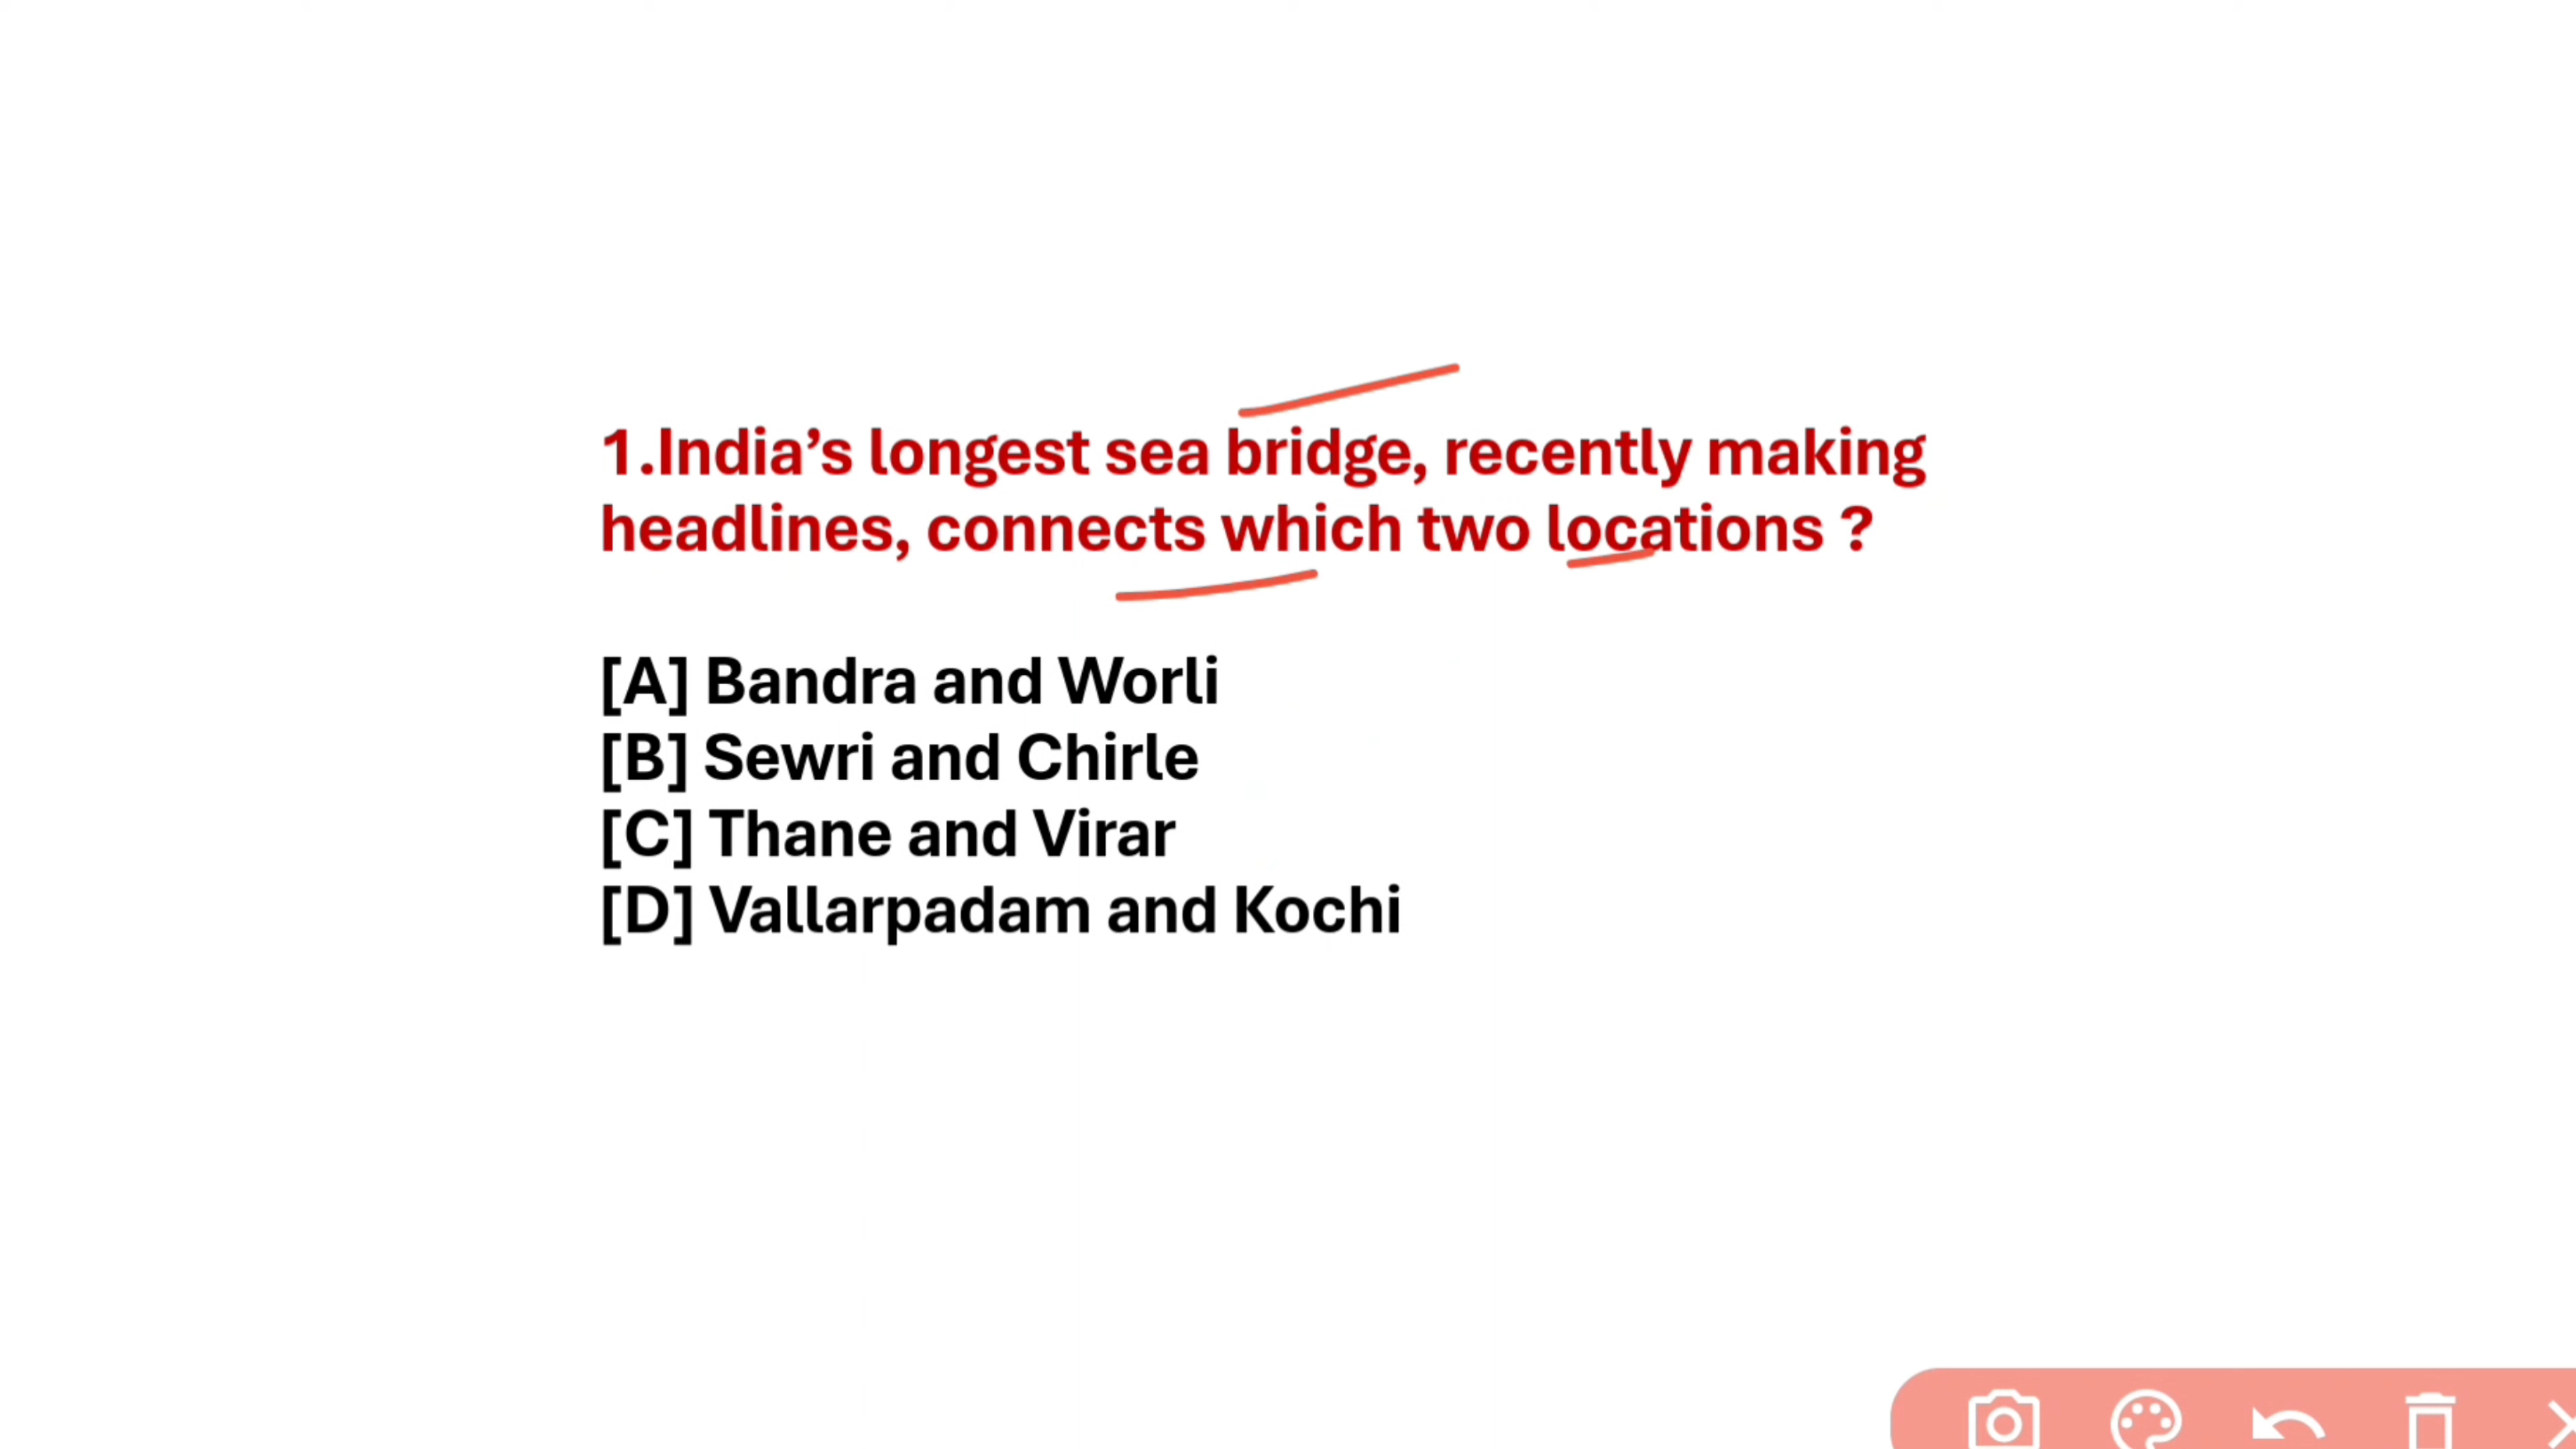 1.India’s longest sea bridge, recently making
headlines, connects which two locations ?
[A] Bandra and Worli
[B] Sewri and Chirle
[C] Thane and Virar
[D] Vallarpadam and Kochi